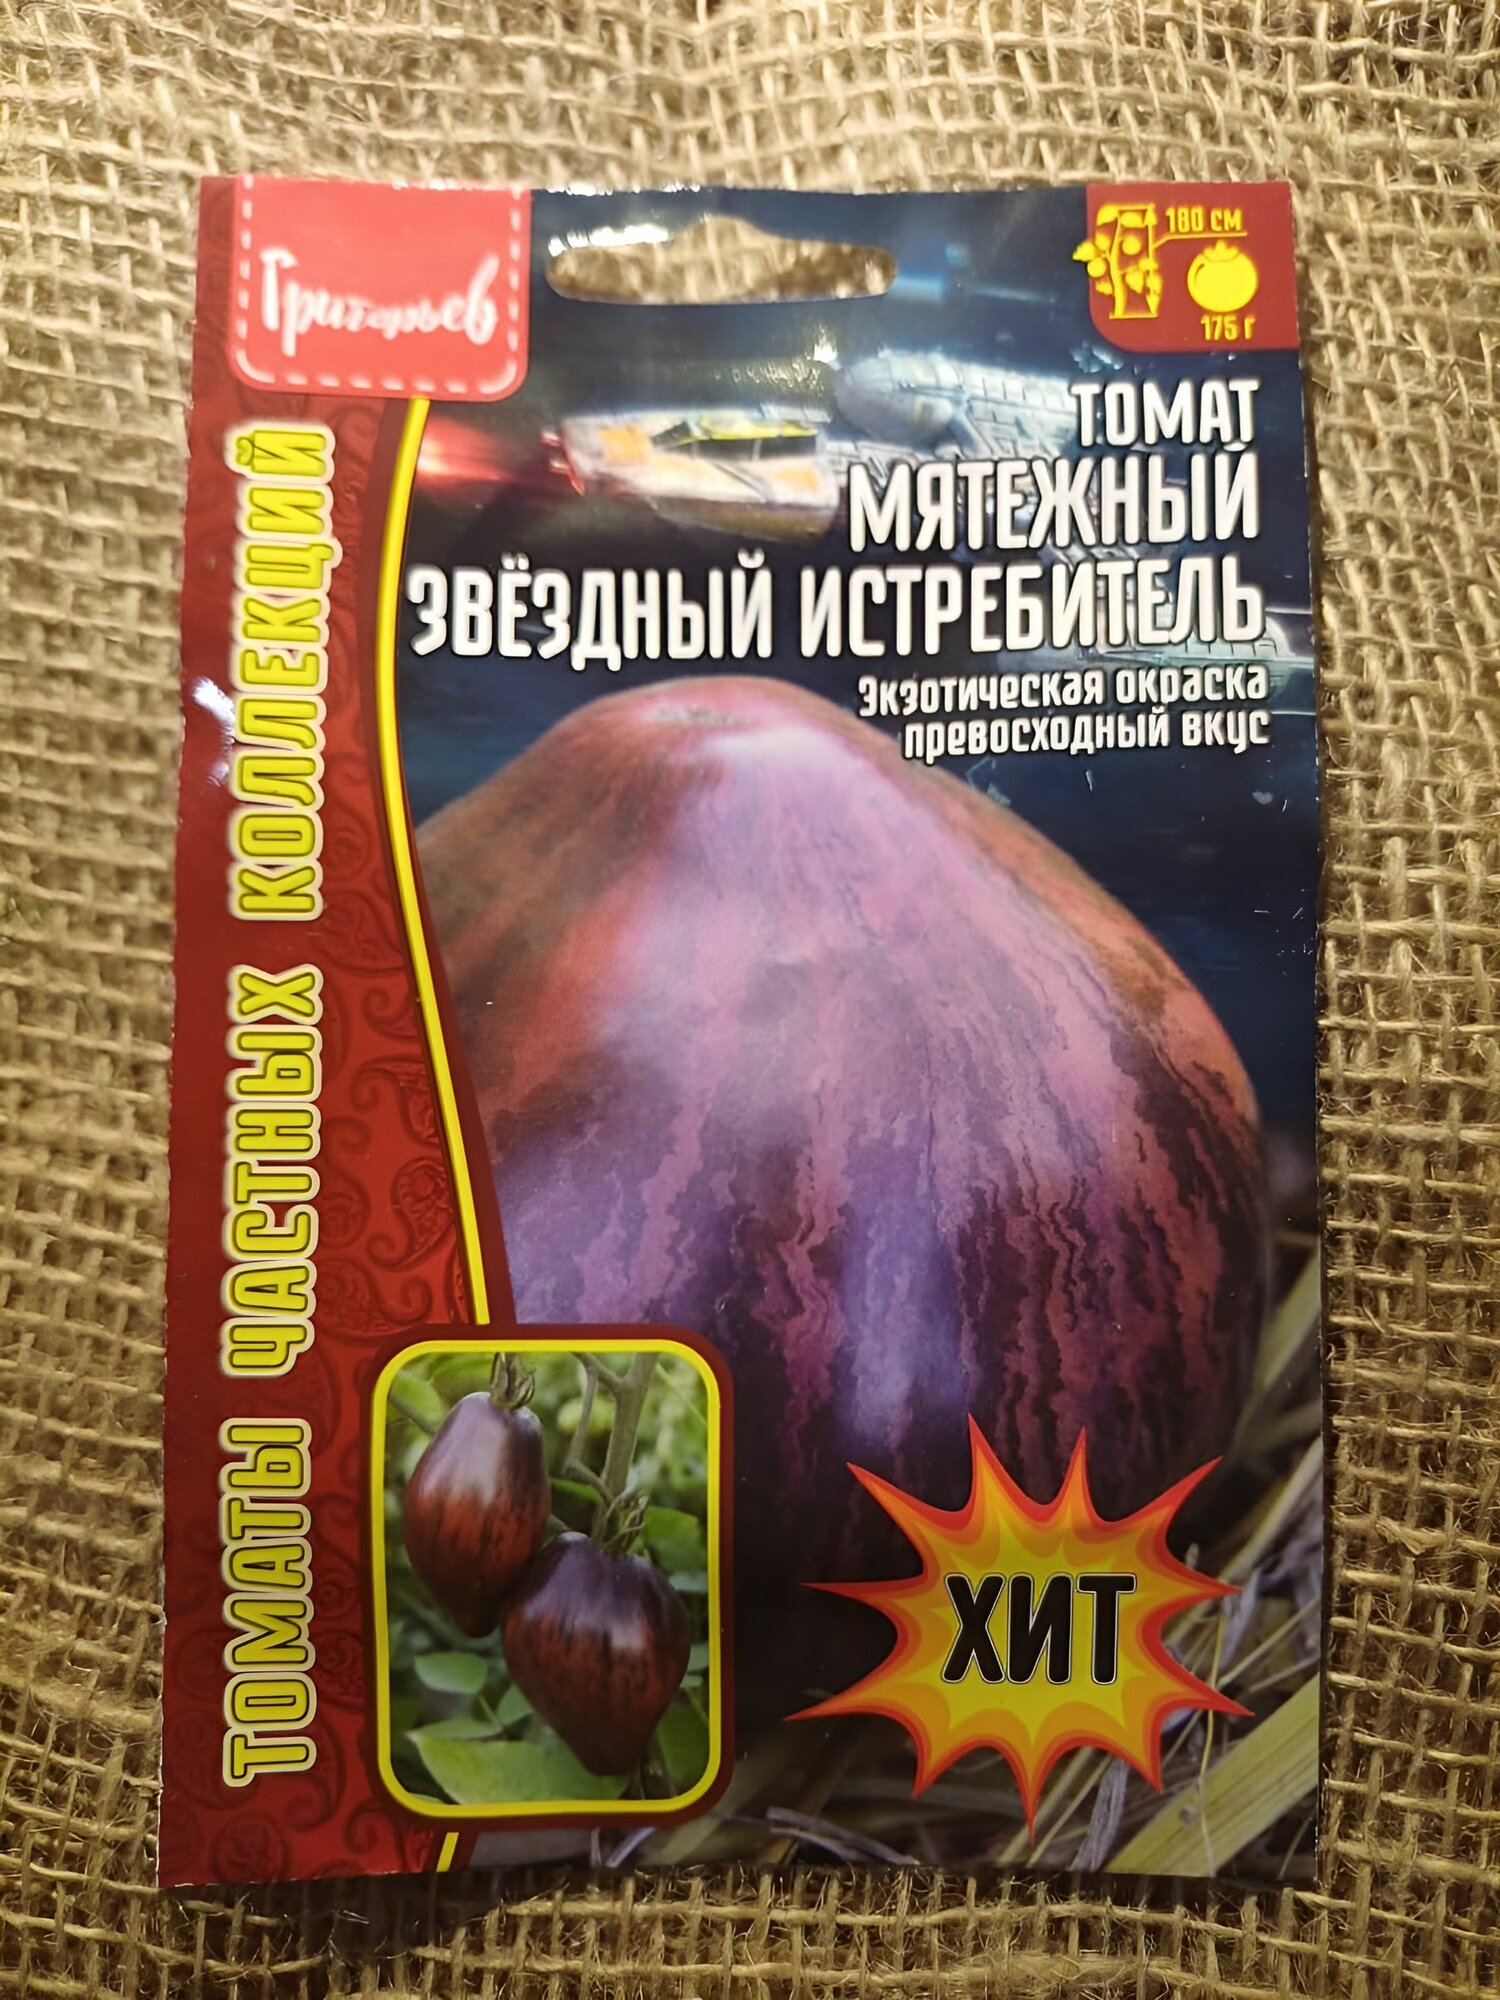 Григорьев
180 см
175 г
ТОМАТ
МЯТЕЖНЫЙ
ЗВЁЗДНЫЙ ИСТРЕБИТЕЛЬ
Экзотическая окраска
превосходный вкус
ТОМАТЫ ЧАСТНЫХ КОЛЛЕКЦИЙ
ХИТ